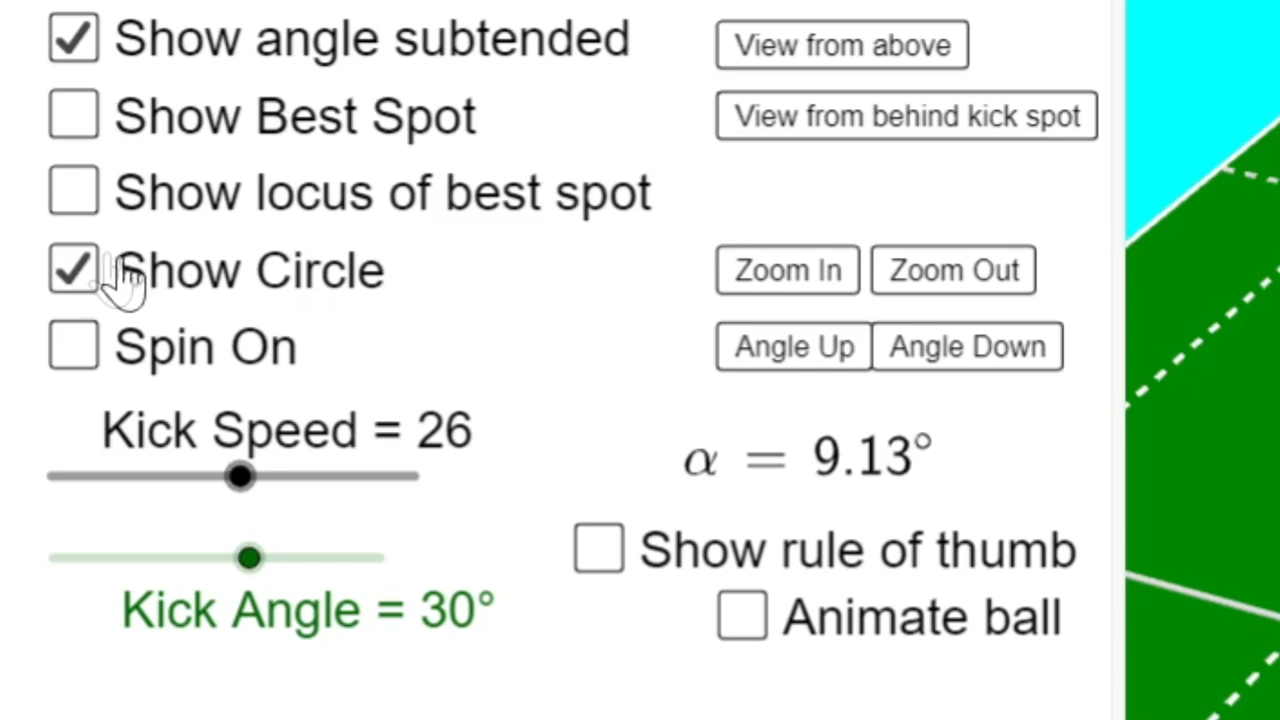 Show angle subtended
View from above
Show Best Spot
View from behind kick spot
Show locus of best spot
Show Circle
Zoom In
Zoom Out
Spin On
Angle Up
Angle Down
Kick Speed = 26
α = 9.13°
Show rule of thumb
Kick Angle = 30°
Animate ball